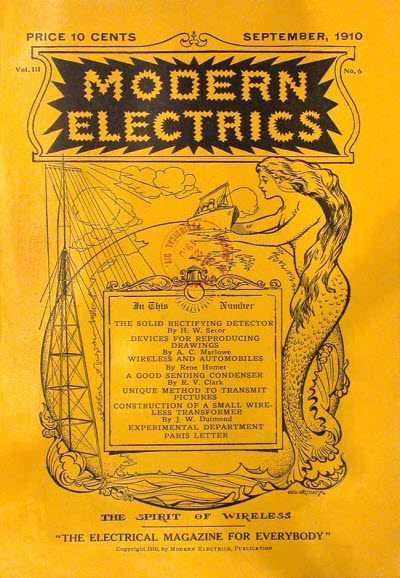 PRICE 10 CENTS
SEPTEMBER, 1910
Vol. III
No. 6
MODERN
ELECTRICS
In This Number
THE SOLID RECTIFYING DETECTOR
By H. W. Secor
DEVICES FOR REPRODUCING
DRAWINGS
By A. C. Marlowe
WIRELESS AND AUTOMOBILES
By Rene Homer
A GOOD SENDING CONDENSER
By R. V. Clark
UNIQUE METHOD TO TRANSMIT
PICTURES
CONSTRUCTION OF A SMALL WIRE-
LESS TRANSFORMER
By J. W. Dutmond
EXPERIMENTAL DEPARTMENT
PARIS LETTER
THE SPIRIT OF WIRELESS
"THE ELECTRICAL MAGAZINE FOR EVERYBODY"
Copyright 1910, by MODERN ELECTRICS, PUBLICATION